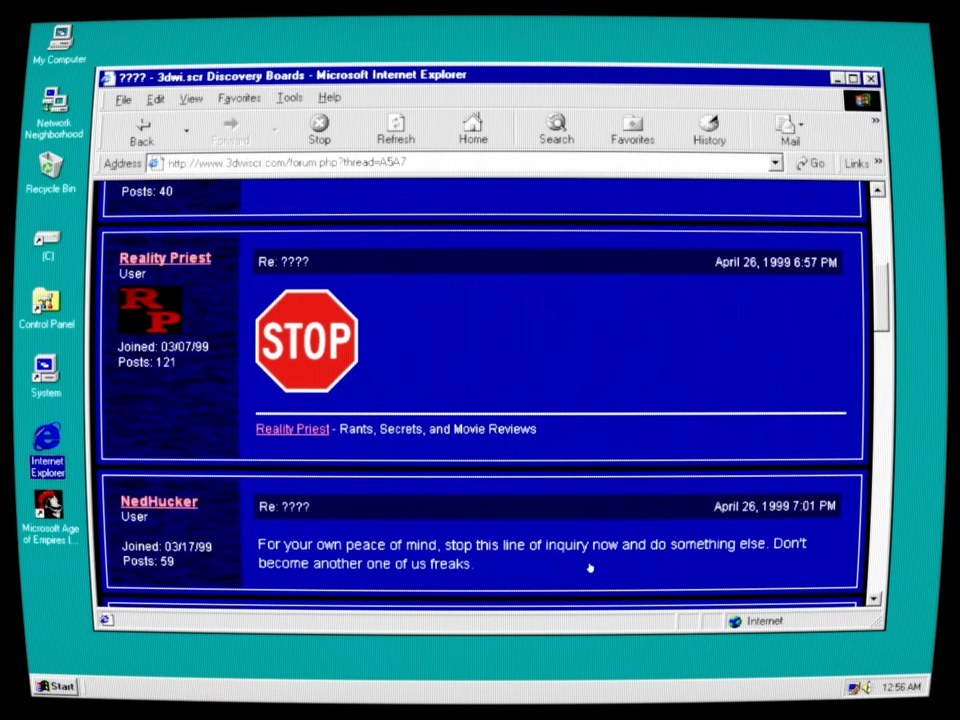 My Computer
Network
Neighborhood
Recycle Bin
(C)
Control Panel
System
Internet
Explorer
Microsoft Age
of Empires I...
???? - 3dwi.scr Discovery Boards - Microsoft Internet Explorer
File Edit View Favorites Tools Help
Back Forward Stop Refresh Home Search Favorites History Mail
Address http://www.3dwiscr.com/forum.php?thread=A5A7 Go Links
Posts: 40
Reality Priest
User
RP
Joined: 03/07/99
Posts: 121
Re: ???? April 26, 1999 6:57 PM
STOP
Reality Priest - Rants, Secrets, and Movie Reviews
NedHucker
User
Joined: 03/17/99
Posts: 59
Re: ???? April 26, 1999 7:01 PM
For your own peace of mind, stop this line of inquiry now and do something else. Don't
become another one of us freaks.
Internet
Start 12:56 AM